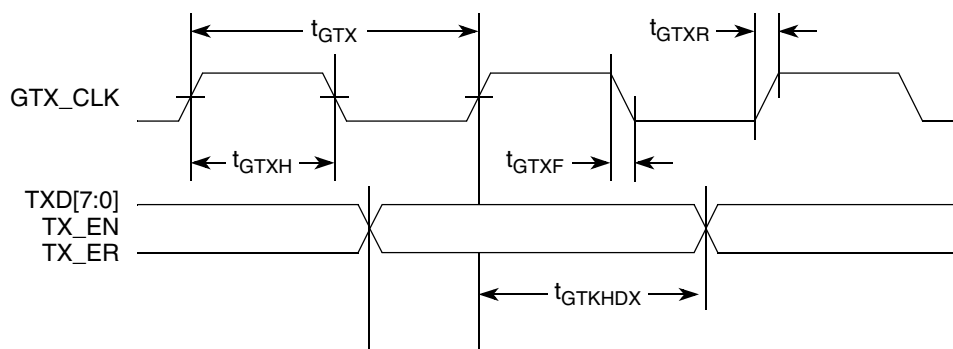 tGTX
tGTXR
GTX_CLK
tGTXH
tGTXF
TXD[7:0]
TX_EN
TX_ER
tGTKHDX